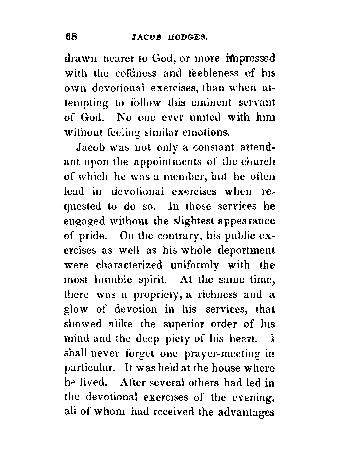 68 JACOB HODGES.
drawn nearer to God, or more impressed
with the coldness and feebleness of his
own devotional exercises, than when at-
tempting to follow this eminent servant
of God. No one ever united with him
without feeling similar emotions.
Jacob was not only a constant attend-
ant upon the appointments of the church
of which he was a member, but he often
lead in devotional exercises when re-
quested to do so. In those services he
engaged without the slightest appearance
of pride. On the contrary, his public ex-
ercises as well as his whole deportment
were characterized uniformly with the
most humble spirit. At the same time,
there was a propriety, a richness and a
glow of devotion in his services, that
showed alike the superior order of his
mind and the deep piety of his heart. I
shall never forget one prayer-meeting in
particular. It was held at the house where
he lived. After several others had led in
the devotional exercises of the evening,
all of whom had received the advantages